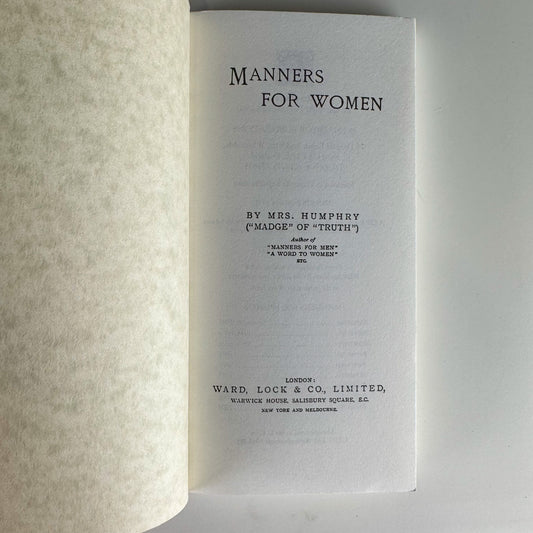 MANNERS
FOR WOMEN
BY MRS. HUMPHRY
("MADGE" OF "TRUTH")
Author of
"MANNERS FOR MEN"
"A WORD TO WOMEN"
ETC.
LONDON:
WARD, LOCK & CO., LIMITED,
WARWICK HOUSE, SALISBURY SQUARE, E.C.
NEW YORK AND MELBOURNE.